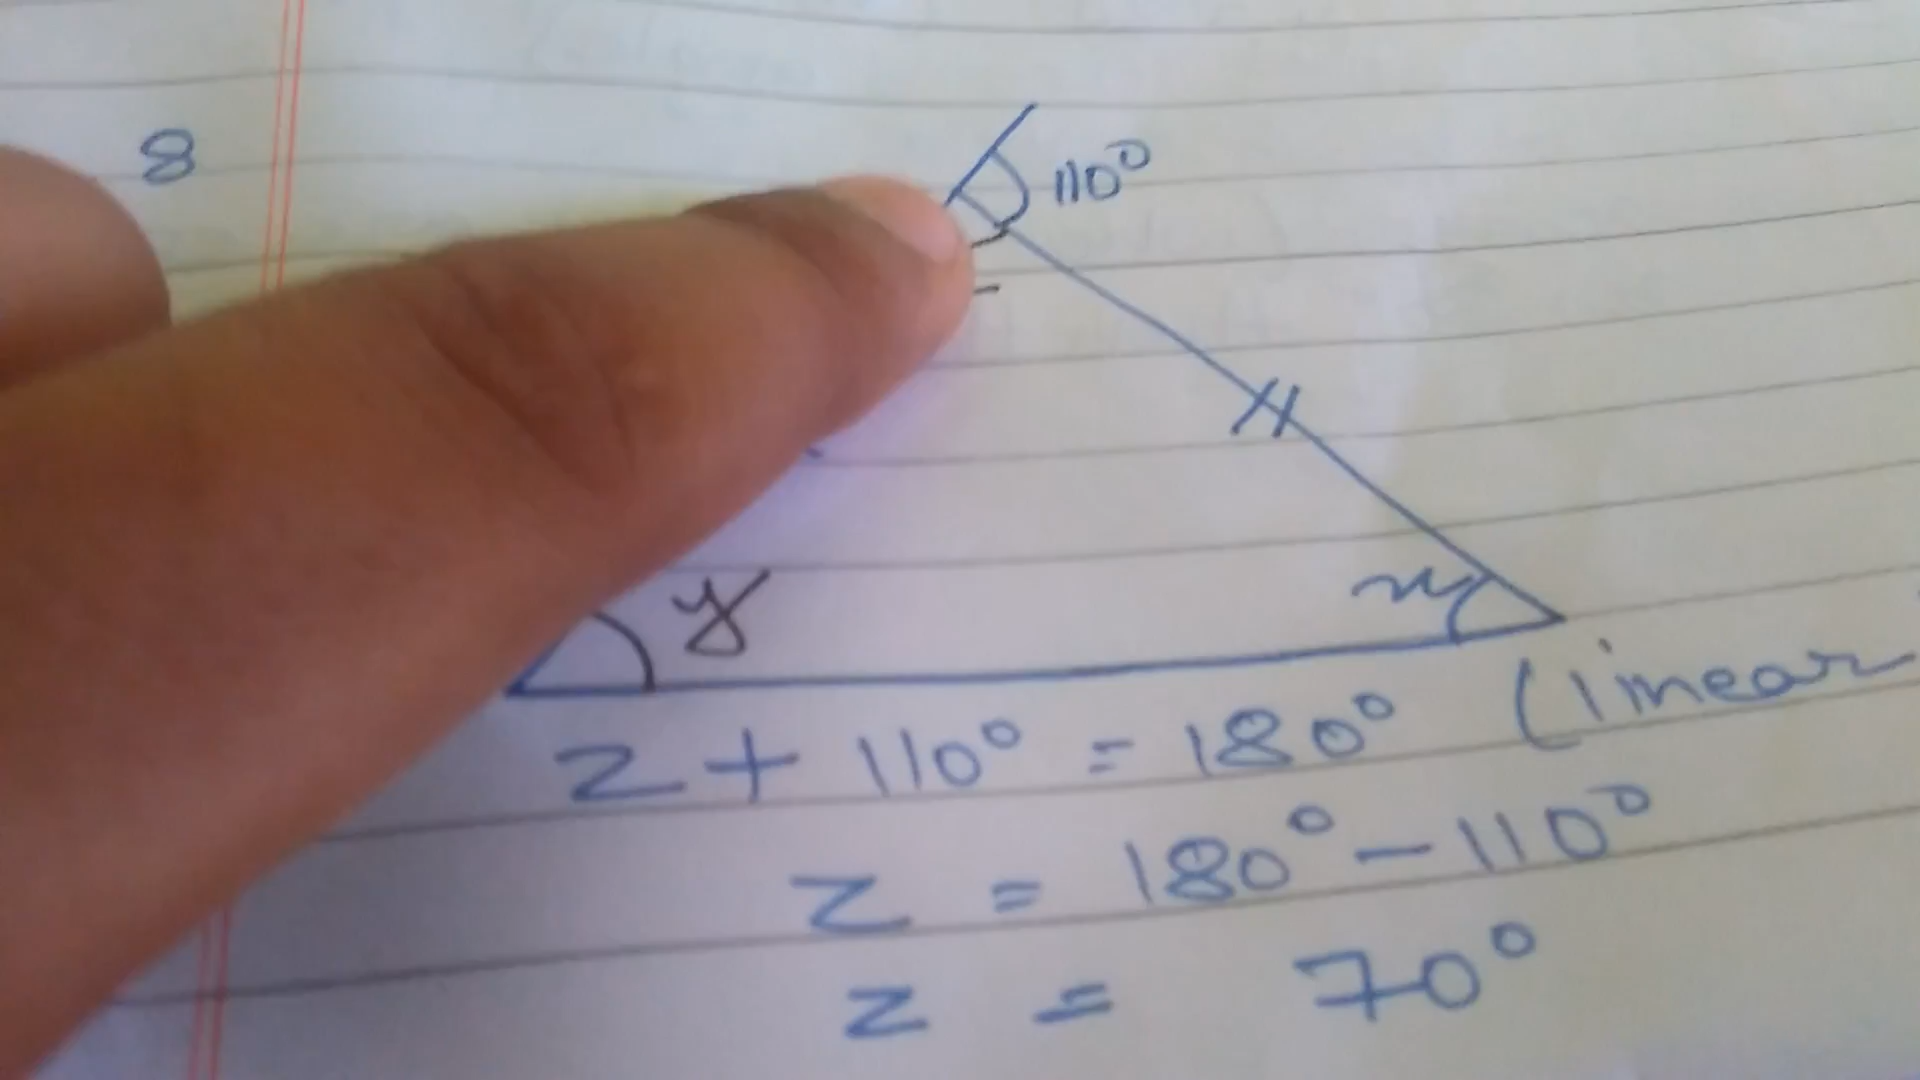 8
110°
y
x
z + 110° = 180° (linear
z = 180° - 110°
z = 70°